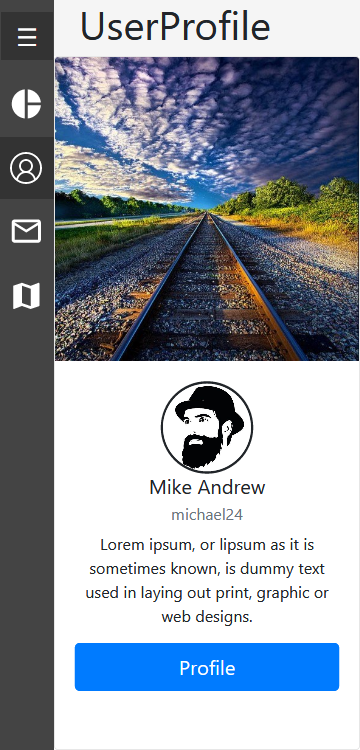 UserProfile
Mike Andrew
michael24
Lorem ipsum, or lipsum as it is
sometimes known, is dummy text
used in laying out print, graphic or
web designs.
Profile